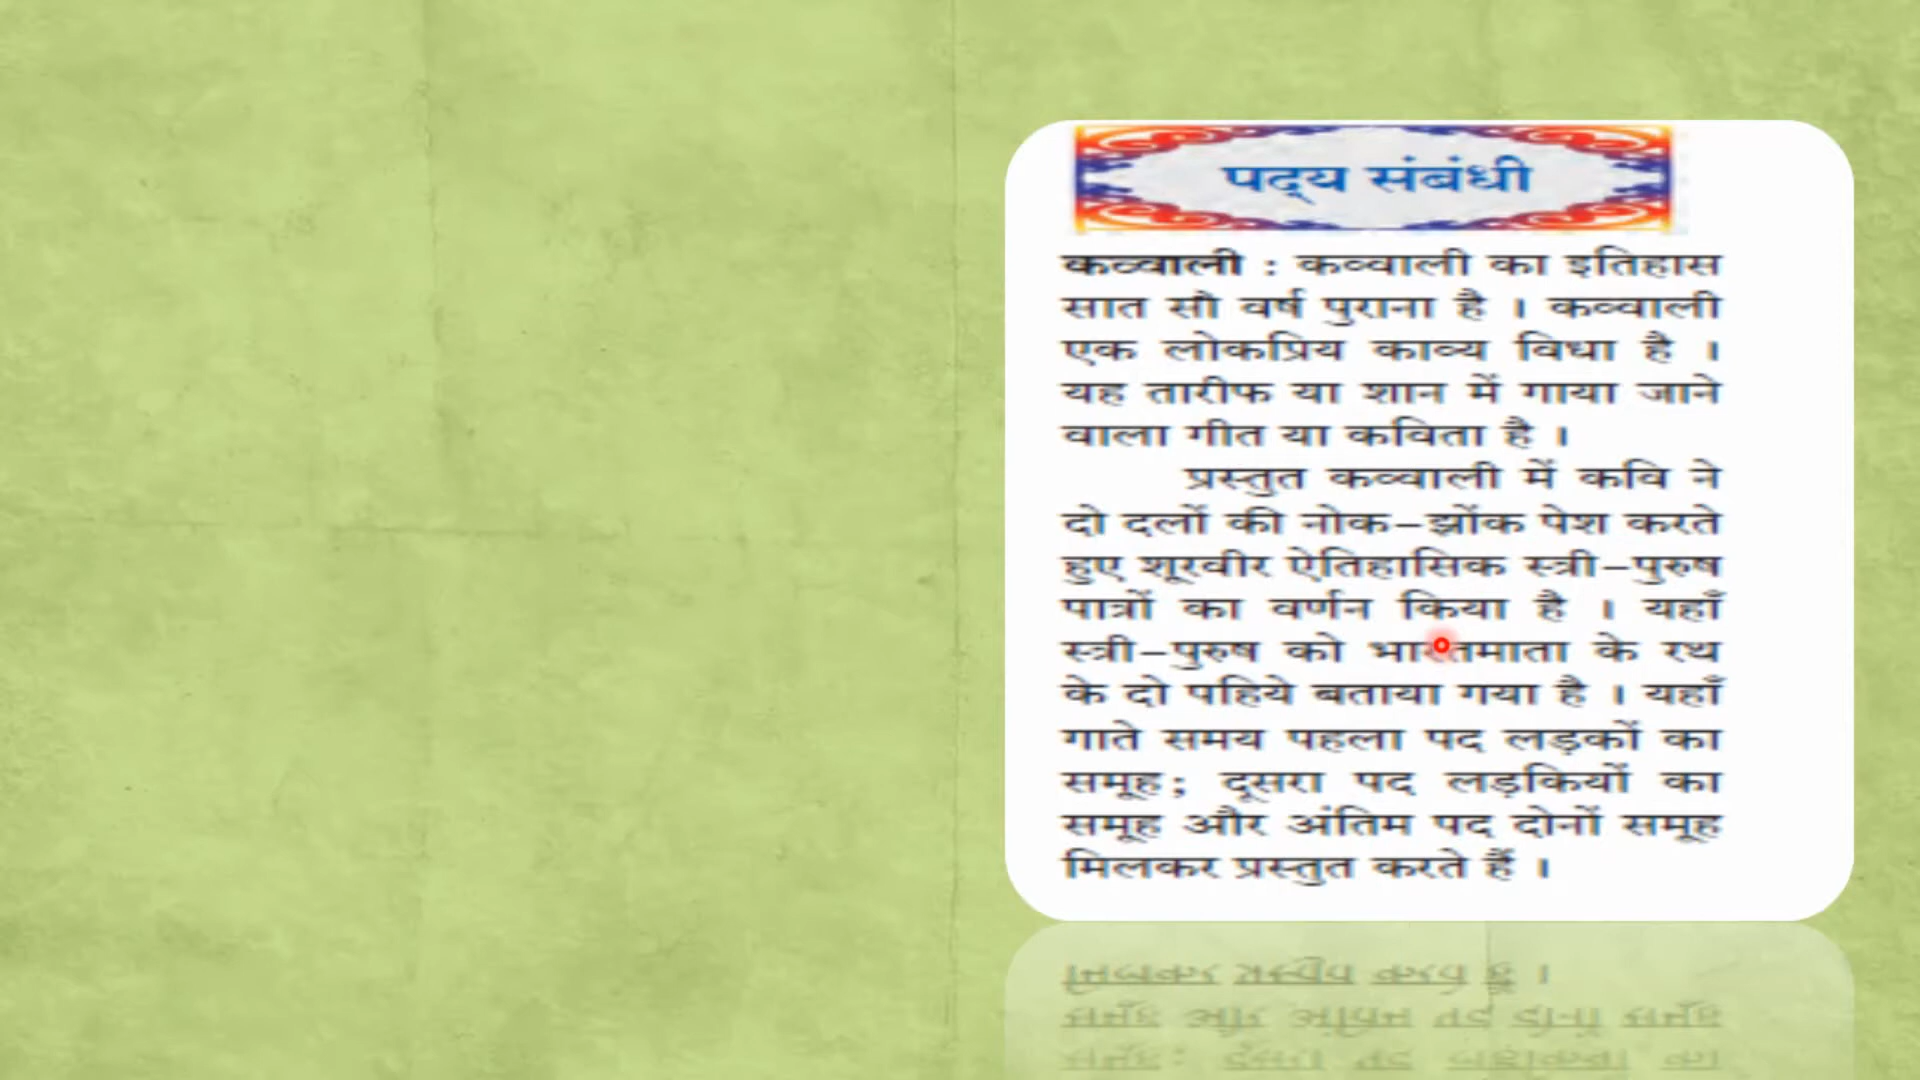 पद्य संबंधी
कव्वाली : कव्वाली का इतिहास
सात सौ वर्ष पुराना है । कव्वाली
एक लोकप्रिय काव्य विधा है ।
यह तारीफ या शान में गाया जाने
वाला गीत या कविता है ।
प्रस्तुत कव्वाली में कवि ने
दो दलों की नोक-झोंक पेश करते
हुए शूरवीर ऐतिहासिक स्त्री-पुरुष
पात्रों का वर्णन किया है । यहाँ
स्त्री-पुरुष को भारतमाता के रथ
के दो पहिये बताया गया है । यहाँ
गाते समय पहला पद लड़कों का
समूह; दूसरा पद लड़कियों का
समूह और अंतिम पद दोनों समूह
मिलकर प्रस्तुत करते हैं ।